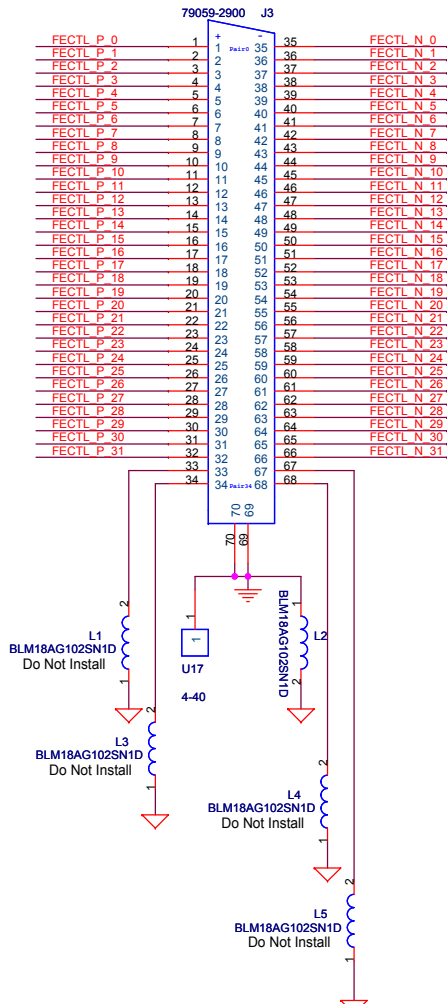 79059-2900 J3
+ Pair0 -
FECTL_P_0 1 1 35 35 FECTL_N_0
FECTL_P_1 2 2 36 36 FECTL_N_1
FECTL_P_2 3 3 37 37 FECTL_N_2
FECTL_P_3 4 4 38 38 FECTL_N_3
FECTL_P_4 5 5 39 39 FECTL_N_4
FECTL_P_5 6 6 40 40 FECTL_N_5
FECTL_P_6 7 7 41 41 FECTL_N_6
FECTL_P_7 8 8 42 42 FECTL_N_7
FECTL_P_8 9 9 43 43 FECTL_N_8
FECTL_P_9 10 10 44 44 FECTL_N_9
FECTL_P_10 11 11 45 45 FECTL_N_10
FECTL_P_11 12 12 46 46 FECTL_N_11
FECTL_P_12 13 13 47 47 FECTL_N_12
FECTL_P_13 14 14 48 48 FECTL_N_13
FECTL_P_14 15 15 49 49 FECTL_N_14
FECTL_P_15 16 16 50 50 FECTL_N_15
FECTL_P_16 17 17 51 51 FECTL_N_16
FECTL_P_17 18 18 52 52 FECTL_N_17
FECTL_P_18 19 19 53 53 FECTL_N_18
FECTL_P_19 20 20 54 54 FECTL_N_19
FECTL_P_20 21 21 55 55 FECTL_N_20
FECTL_P_21 22 22 56 56 FECTL_N_21
FECTL_P_22 23 23 57 57 FECTL_N_22
FECTL_P_23 24 24 58 58 FECTL_N_23
FECTL_P_24 25 25 59 59 FECTL_N_24
FECTL_P_25 26 26 60 60 FECTL_N_25
FECTL_P_26 27 27 61 61 FECTL_N_26
FECTL_P_27 28 28 62 62 FECTL_N_27
FECTL_P_28 29 29 63 63 FECTL_N_28
FECTL_P_29 30 30 64 64 FECTL_N_29
FECTL_P_30 31 31 65 65 FECTL_N_30
FECTL_P_31 32 32 66 66 FECTL_N_31
33 33 67 67
34 34 Pair34 68 68
70 69
70 69
2
L1
BLM18AG102SN1D
Do Not Install
1
1
1
U17
4-40
1
L2
BLM18AG102SN1D
2
2
L3
BLM18AG102SN1D
Do Not Install
1
2
L4
BLM18AG102SN1D
Do Not Install
1
2
L5
BLM18AG102SN1D
Do Not Install
1